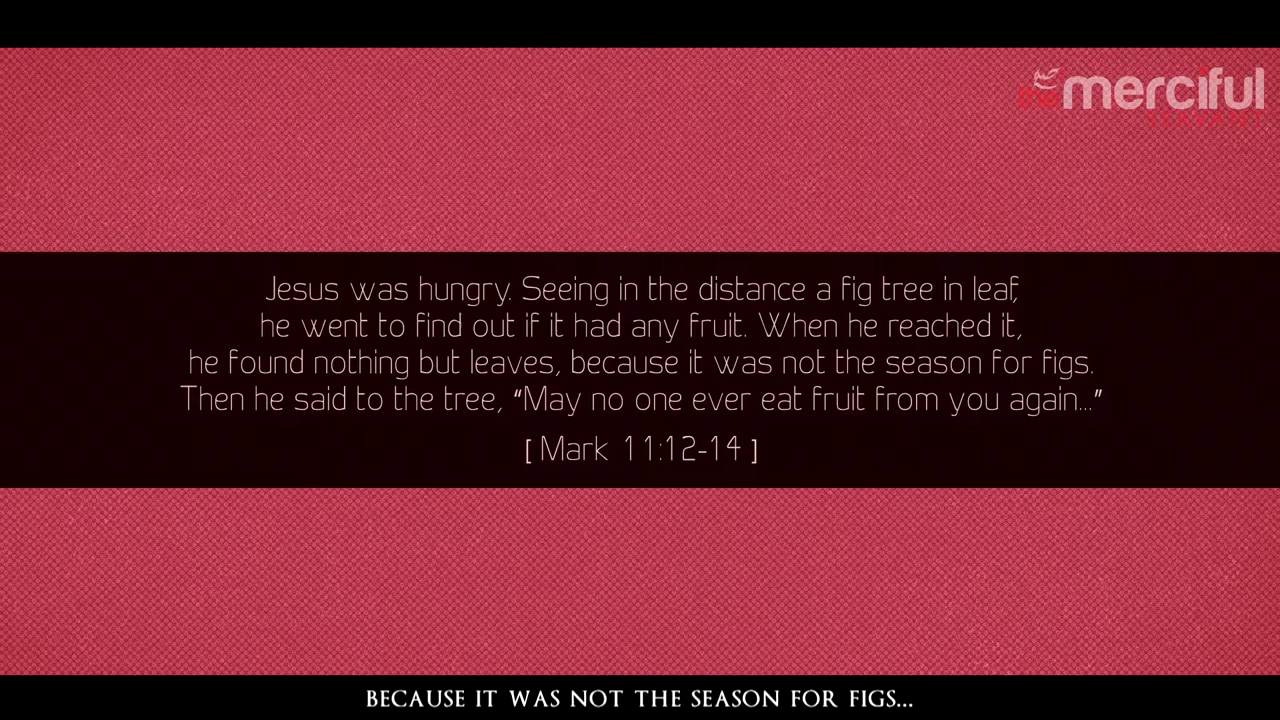 the merciful
SERVANT
Jesus was hungry. Seeing in the distance a fig tree in leaf,
he went to find out if it had any fruit. When he reached it,
he found nothing but leaves, because it was not the season for figs.
Then he said to the tree, “May no one ever eat fruit from you again...”
[ Mark 11:12-14 ]
BECAUSE IT WAS NOT THE SEASON FOR FIGS...